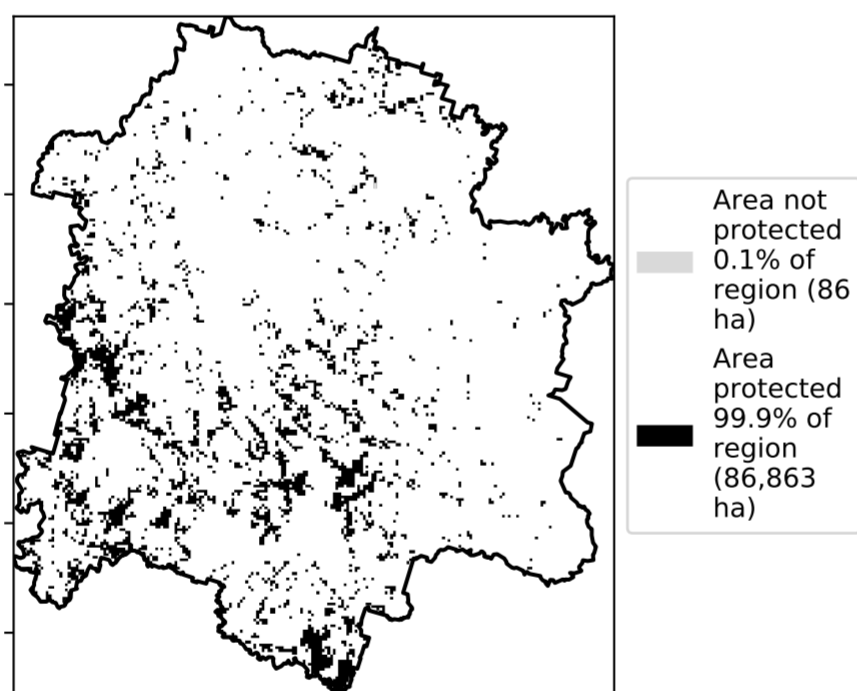 Area not
protected
0.1% of
region (86
ha)
Area
protected
99.9% of
region
(86,863
ha)